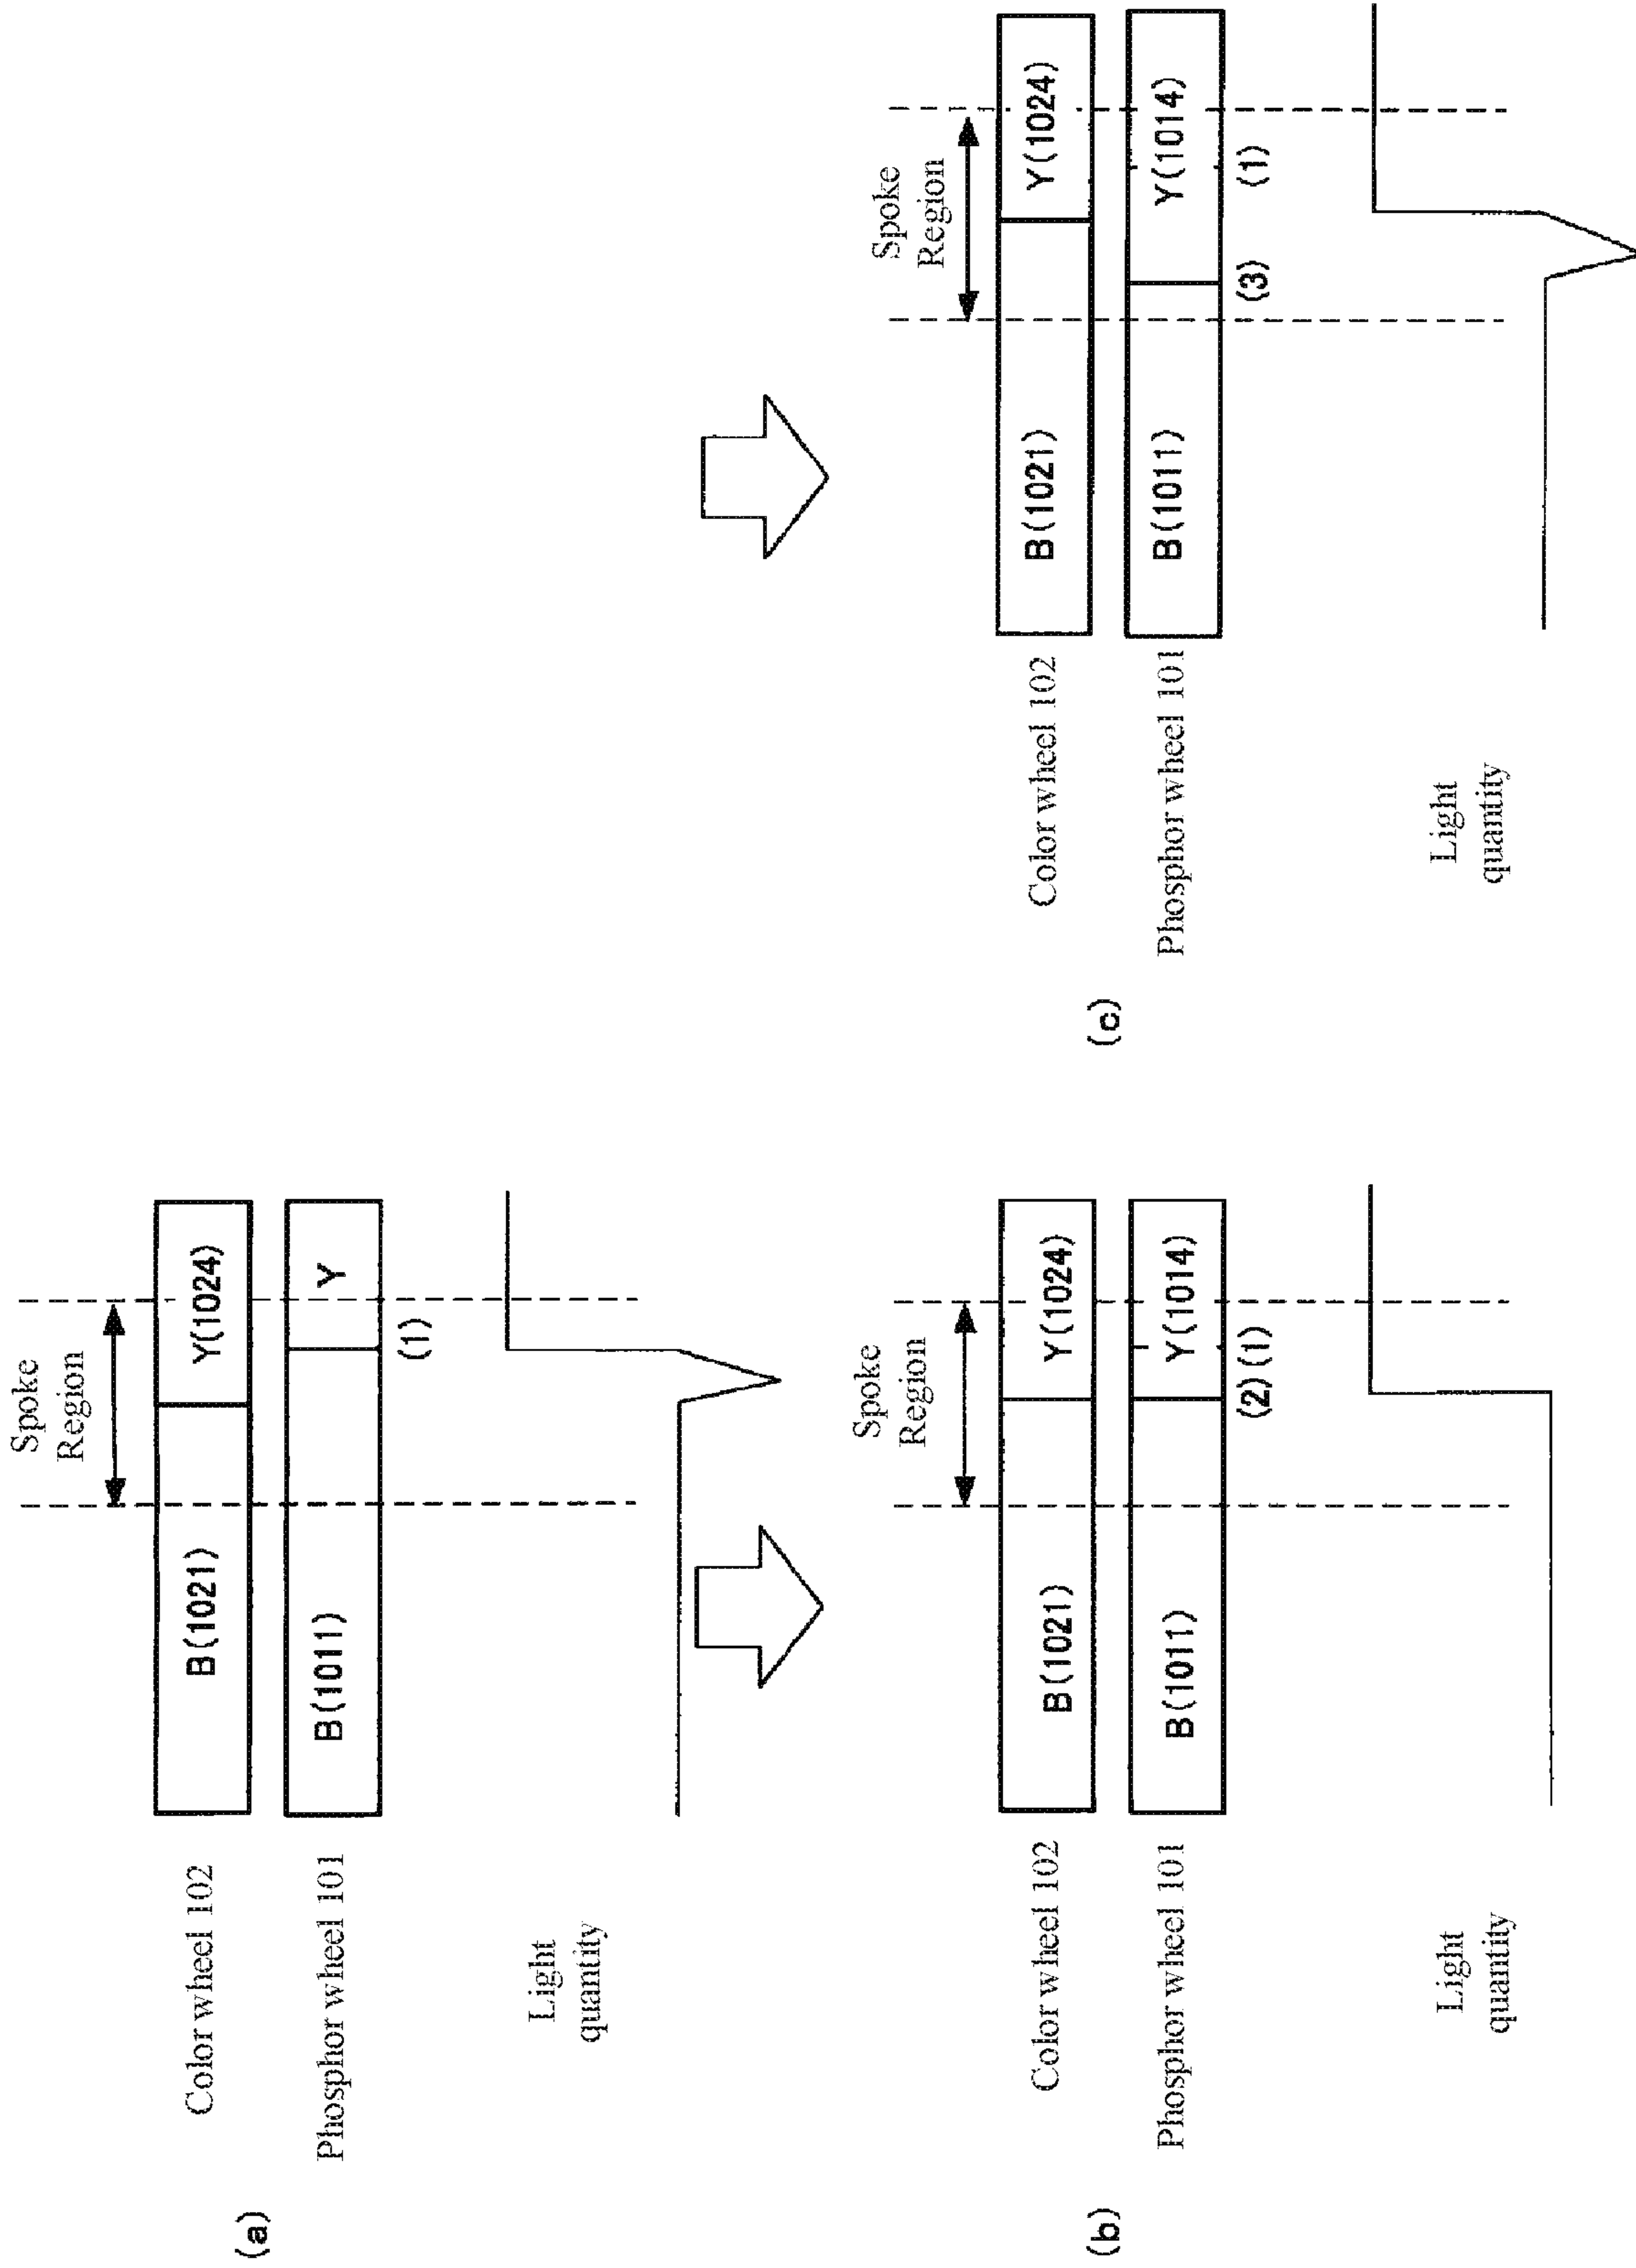 (a)
Spoke
Region
Color wheel 102
B(1021)
Y(1024)
Phosphor wheel 101
B(1011)
Y
(1)
Light
quantity
(b)
Spoke
Region
Color wheel 102
B(1021)
Y(1024)
Phosphor wheel 101
B(1011)
Y(1014)
(2)(1)
Light
quantity
(c)
Spoke
Region
Color wheel 102
B(1021)
Y(1024)
Phosphor wheel 101
B(1011)
Y(1014)
(3)
(1)
Light
quantity